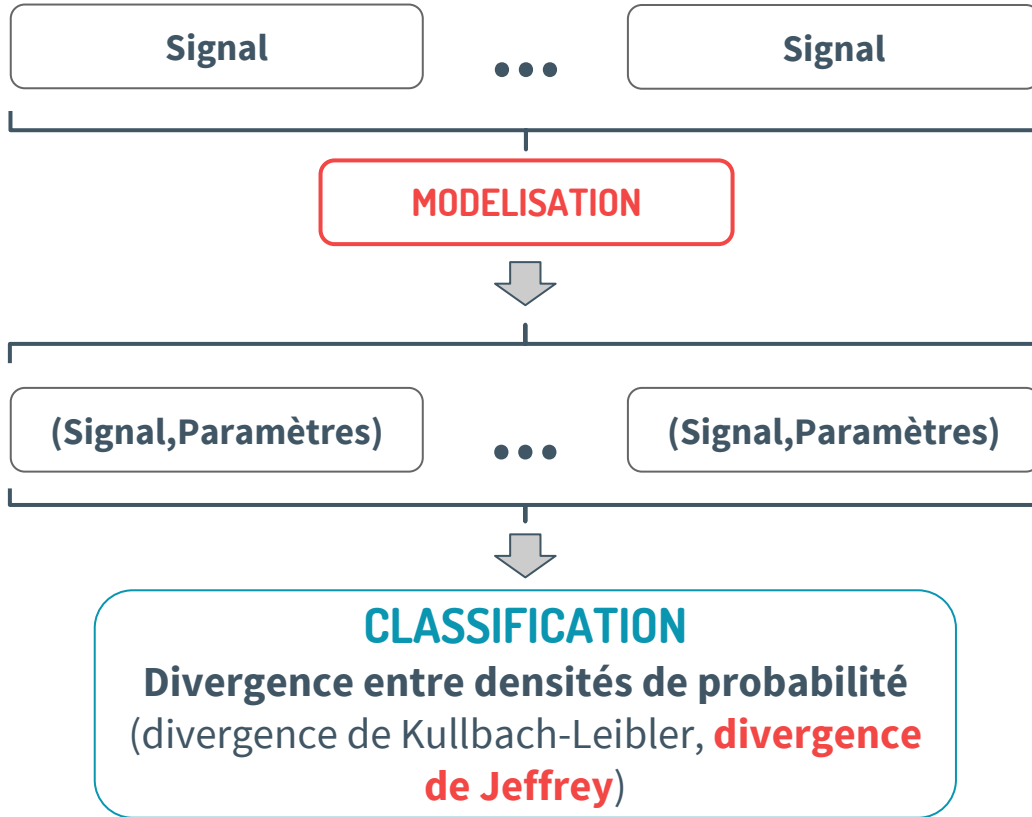 Signal ... Signal
MODELISATION
(Signal,Paramètres) ... (Signal,Paramètres)
CLASSIFICATION
Divergence entre densités de probabilité
(divergence de Kullbach-Leibler, divergence
de Jeffrey)